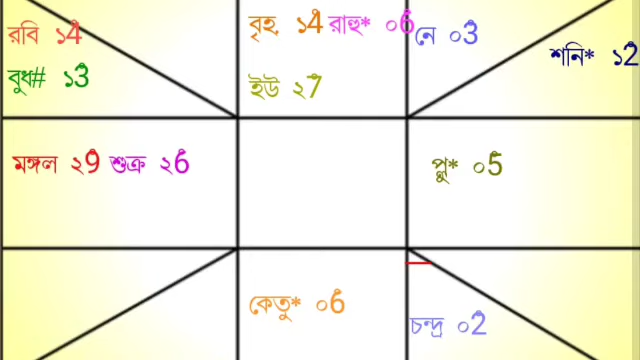 রবি ১4° বৃহ. ১4° রাহু* ০6° নে ০3° শনি* ১2°
বুধ# ১3° ইউ ২7°
মঙ্গল ২9° শুক্র ২6° প্লু* ০5°
কেতু* ০6° চন্দ্র ০2°